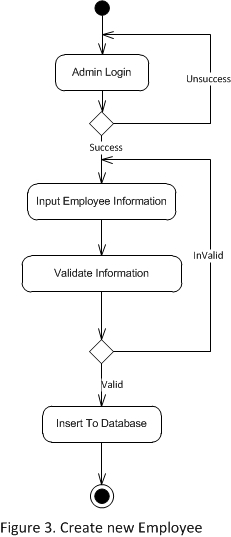 Admin Login
Unsuccess
Success
Input Employee Information
InValid
Validate Information
Valid
Insert To Database
Figure 3. Create new Employee